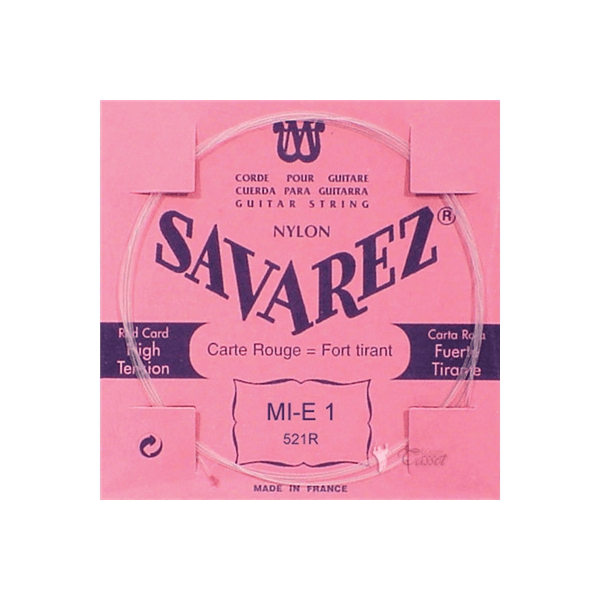 CORDE POUR GUITARE
CUERDA PARA GUITARRA
GUITAR STRING
NYLON
SAVAREZ®
Red Card
High
Tension
Carte Rouge = Fort tirant
Carta Roja
Fuerte
Tirante
MI-E 1
521R
MADE IN FRANCE